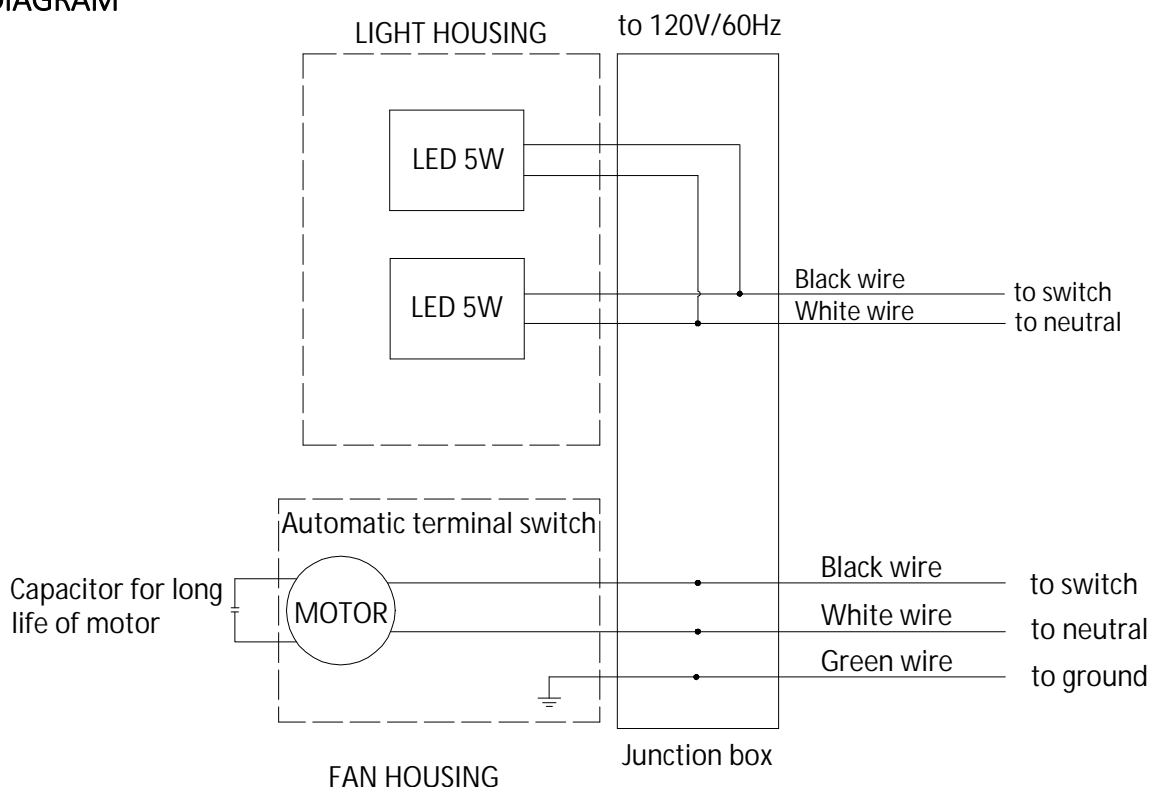 DIAGRAM
LIGHT HOUSING
to 120V/60Hz
LED 5W
LED 5W
Black wire
to switch
White wire
to neutral
Automatic terminal switch
Capacitor for long
life of motor
MOTOR
Black wire
to switch
White wire
to neutral
Green wire
to ground
Junction box
FAN HOUSING